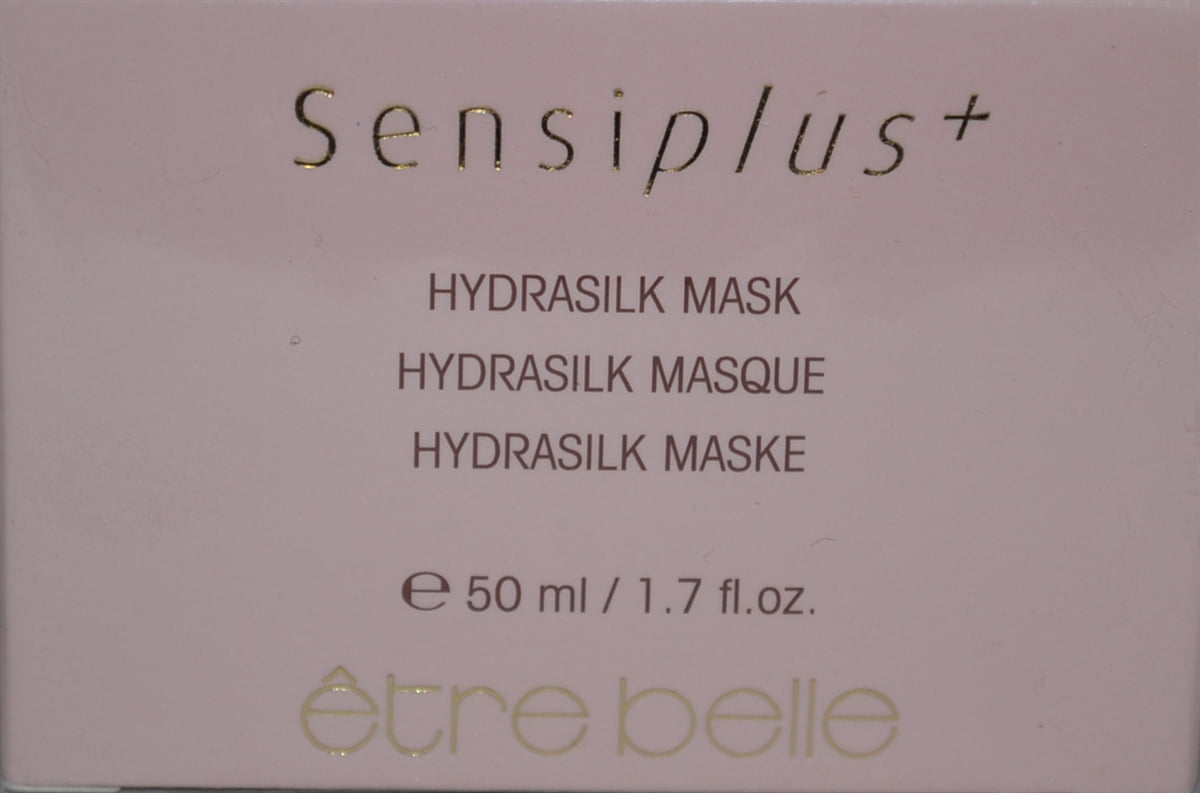 Sensiplus+
HYDRASILK MASK
HYDRASILK MASQUE
HYDRASILK MASKE
℮ 50 ml / 1.7 fl.oz.
être belle